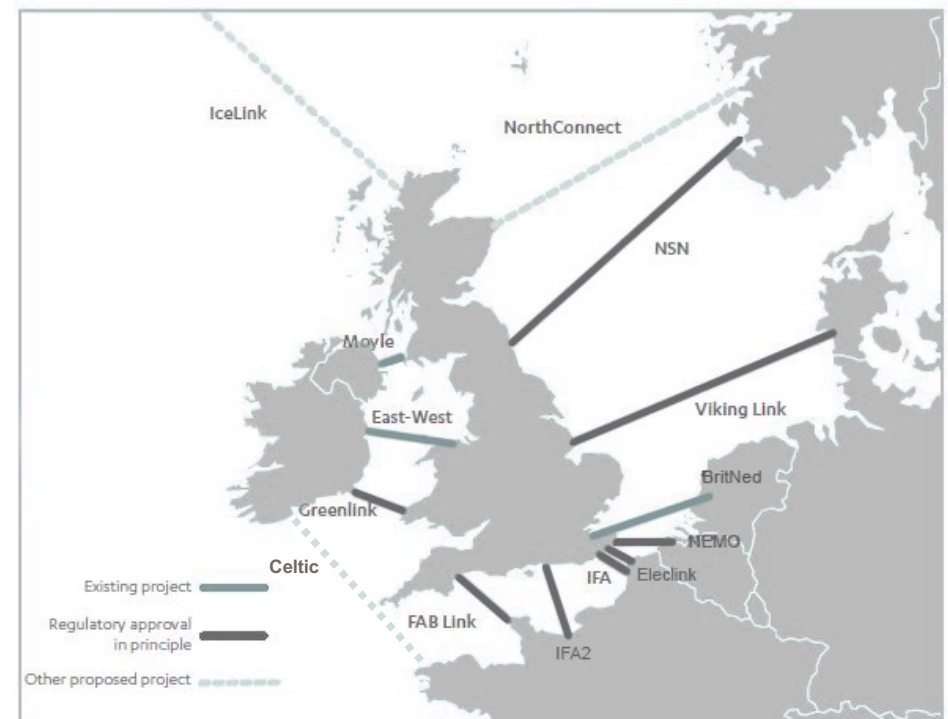 IceLink
NorthConnect
NSN
Moyle
East-West
Viking Link
BritNed
Greenlink
NEMO
Celtic
IFA
Eleclink
FAB Link
IFA2
Existing project
Regulatory approval
in principle
Other proposed project